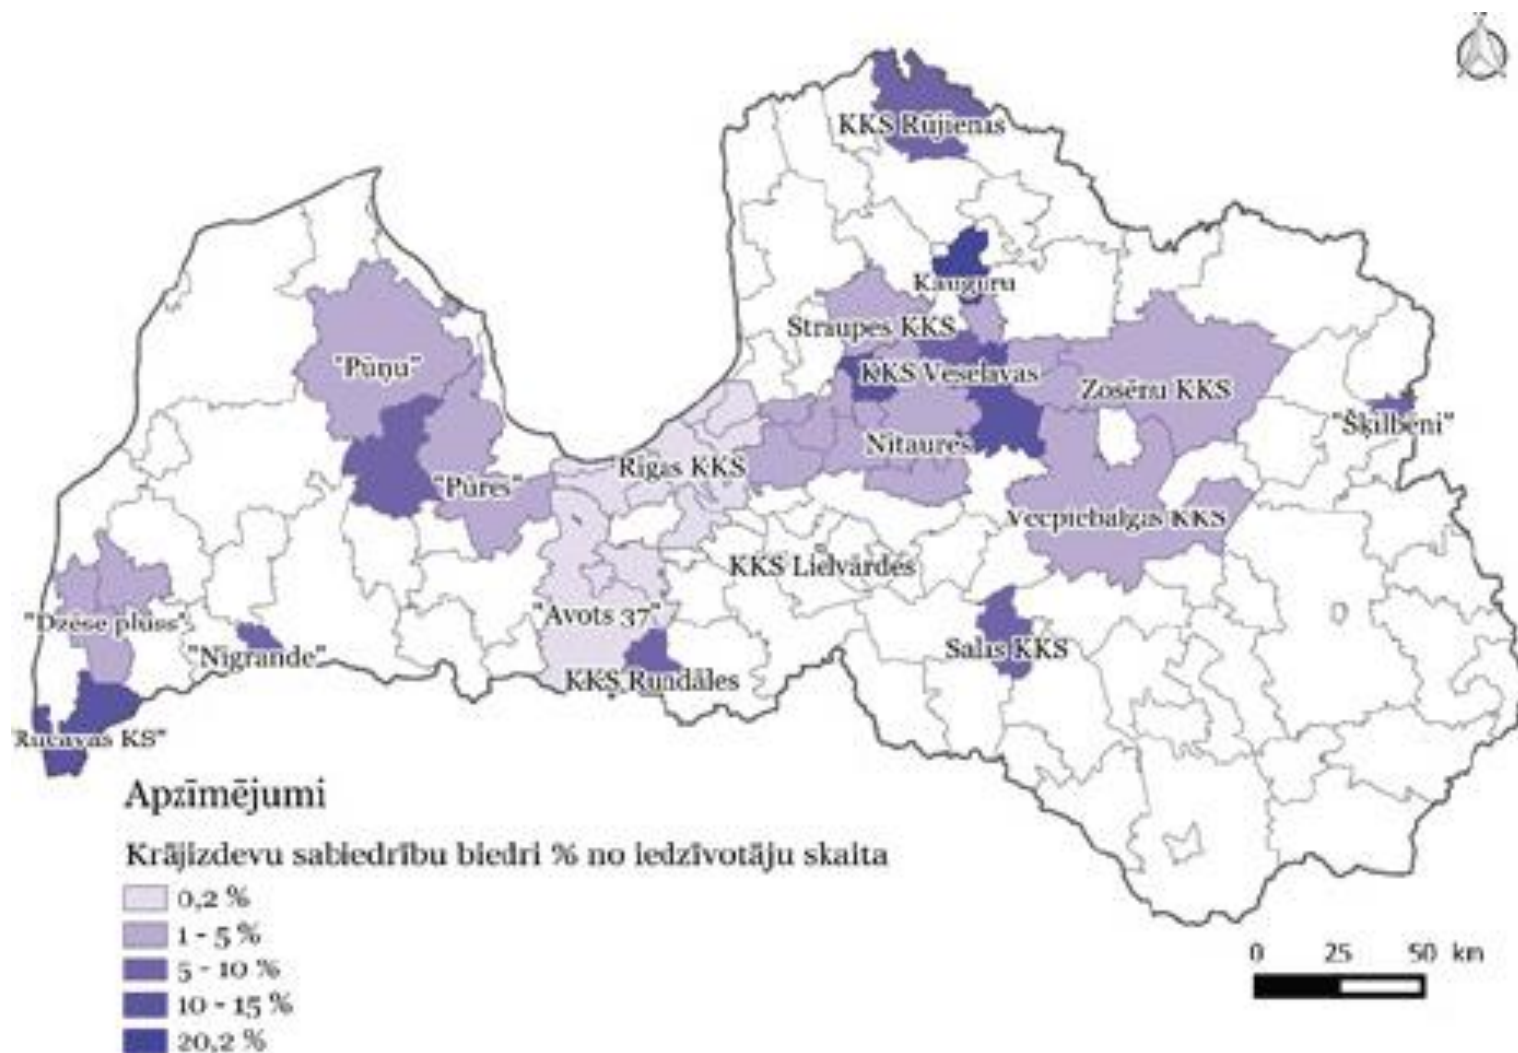 KKS Rūjienas
Kauguru
Straupes KKS
"Pūņu"
KKS Veselavas
Zosēnu KKS
"Šķilbēni"
Nītaures
Rīgas KKS
"Pūres"
Vecpiebalgas KKS
KKS Lielvārdes
"Dzēse plūss"
"Avots 37"
"Nīgrande"
Salas KKS
KKS Rundāles
Rucavas KS"
Apzīmējumi
Krājizdevu sabiedrību biedri % no iedzīvotāju skaita
0,2 %
1 - 5 %
5 - 10 %
10 - 15 %
20,2 %
0 25 50 km